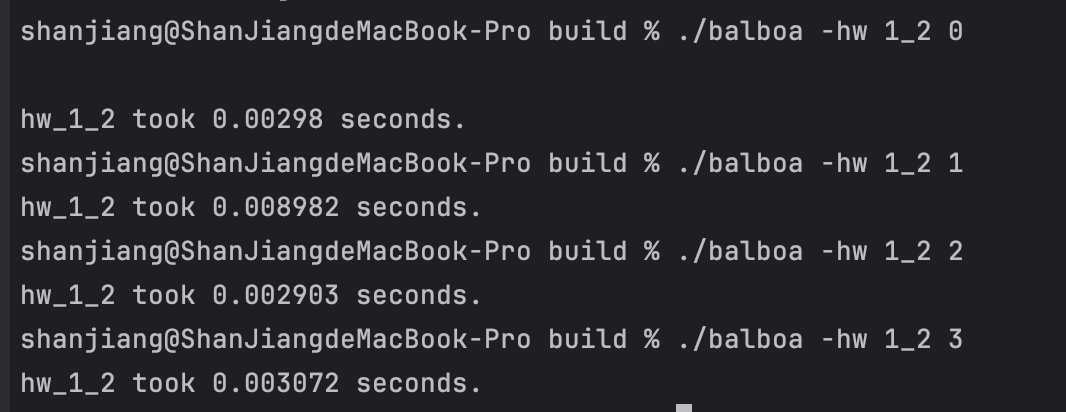 shanjiang@ShanJiangdeMacBook-Pro build % ./balboa -hw 1_2 0
hw_1_2 took 0.00298 seconds.
shanjiang@ShanJiangdeMacBook-Pro build % ./balboa -hw 1_2 1
hw_1_2 took 0.008982 seconds.
shanjiang@ShanJiangdeMacBook-Pro build % ./balboa -hw 1_2 2
hw_1_2 took 0.002903 seconds.
shanjiang@ShanJiangdeMacBook-Pro build % ./balboa -hw 1_2 3
hw_1_2 took 0.003072 seconds.